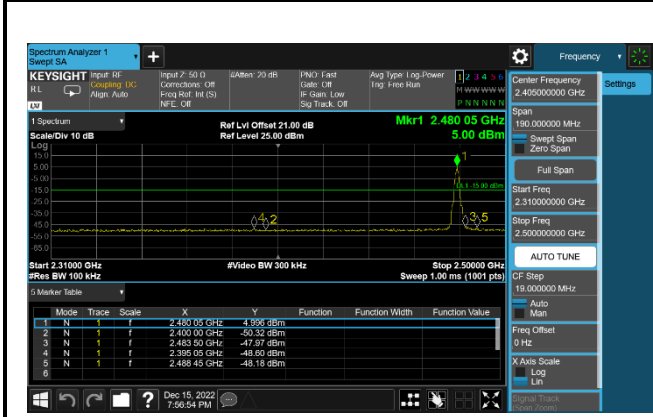 Spectrum Analyzer 1
Swept SA
+
Frequency
KEYSIGHT Input: RF
RL Coupling: DC
Align: Auto
Input Z: 50 Ω
Corrections: Off
Freq Ref: Int (S)
NFE: Off
#Atten: 20 dB
PNO: Fast
Gate: Off
IF Gain: Low
Sig Track: Off
Avg Type: Log-Power
Trig: Free Run
1 2 3 4 5 6
M W W W W W
P N N N N N
LXI
1 Spectrum
Scale/Div 10 dB
Ref Lvl Offset 21.00 dB
Ref Level 25.00 dBm
Mkr1 2.480 05 GHz
5.00 dBm
Log
15.0
5.00
-5.00
-15.0
-25.0
-35.0
-45.0
-55.0
-65.0
1
DL1 -15.00 dBm
4 2
3 5
Start 2.31000 GHz
#Res BW 100 kHz
#Video BW 300 kHz
Stop 2.50000 GHz
Sweep 1.00 ms (1001 pts)
5 Marker Table
Mode Trace Scale X Y Function Function Width Function Value
1 N 1 f 2.480 05 GHz 4.996 dBm
2 N 1 f 2.400 00 GHz -50.32 dBm
3 N 1 f 2.483 50 GHz -47.97 dBm
4 N 1 f 2.395 05 GHz -48.60 dBm
5 N 1 f 2.488 45 GHz -48.18 dBm
6
? Dec 15, 2022
7:56:54 PM
Center Frequency
2.405000000 GHz
Settings
Span
190.000000 MHz
Swept Span
Zero Span
Full Span
Start Freq
2.310000000 GHz
Stop Freq
2.500000000 GHz
AUTO TUNE
CF Step
19.000000 MHz
Auto
Man
Freq Offset
0 Hz
X Axis Scale
Log
Lin
Signal Track
(Span Zoom)